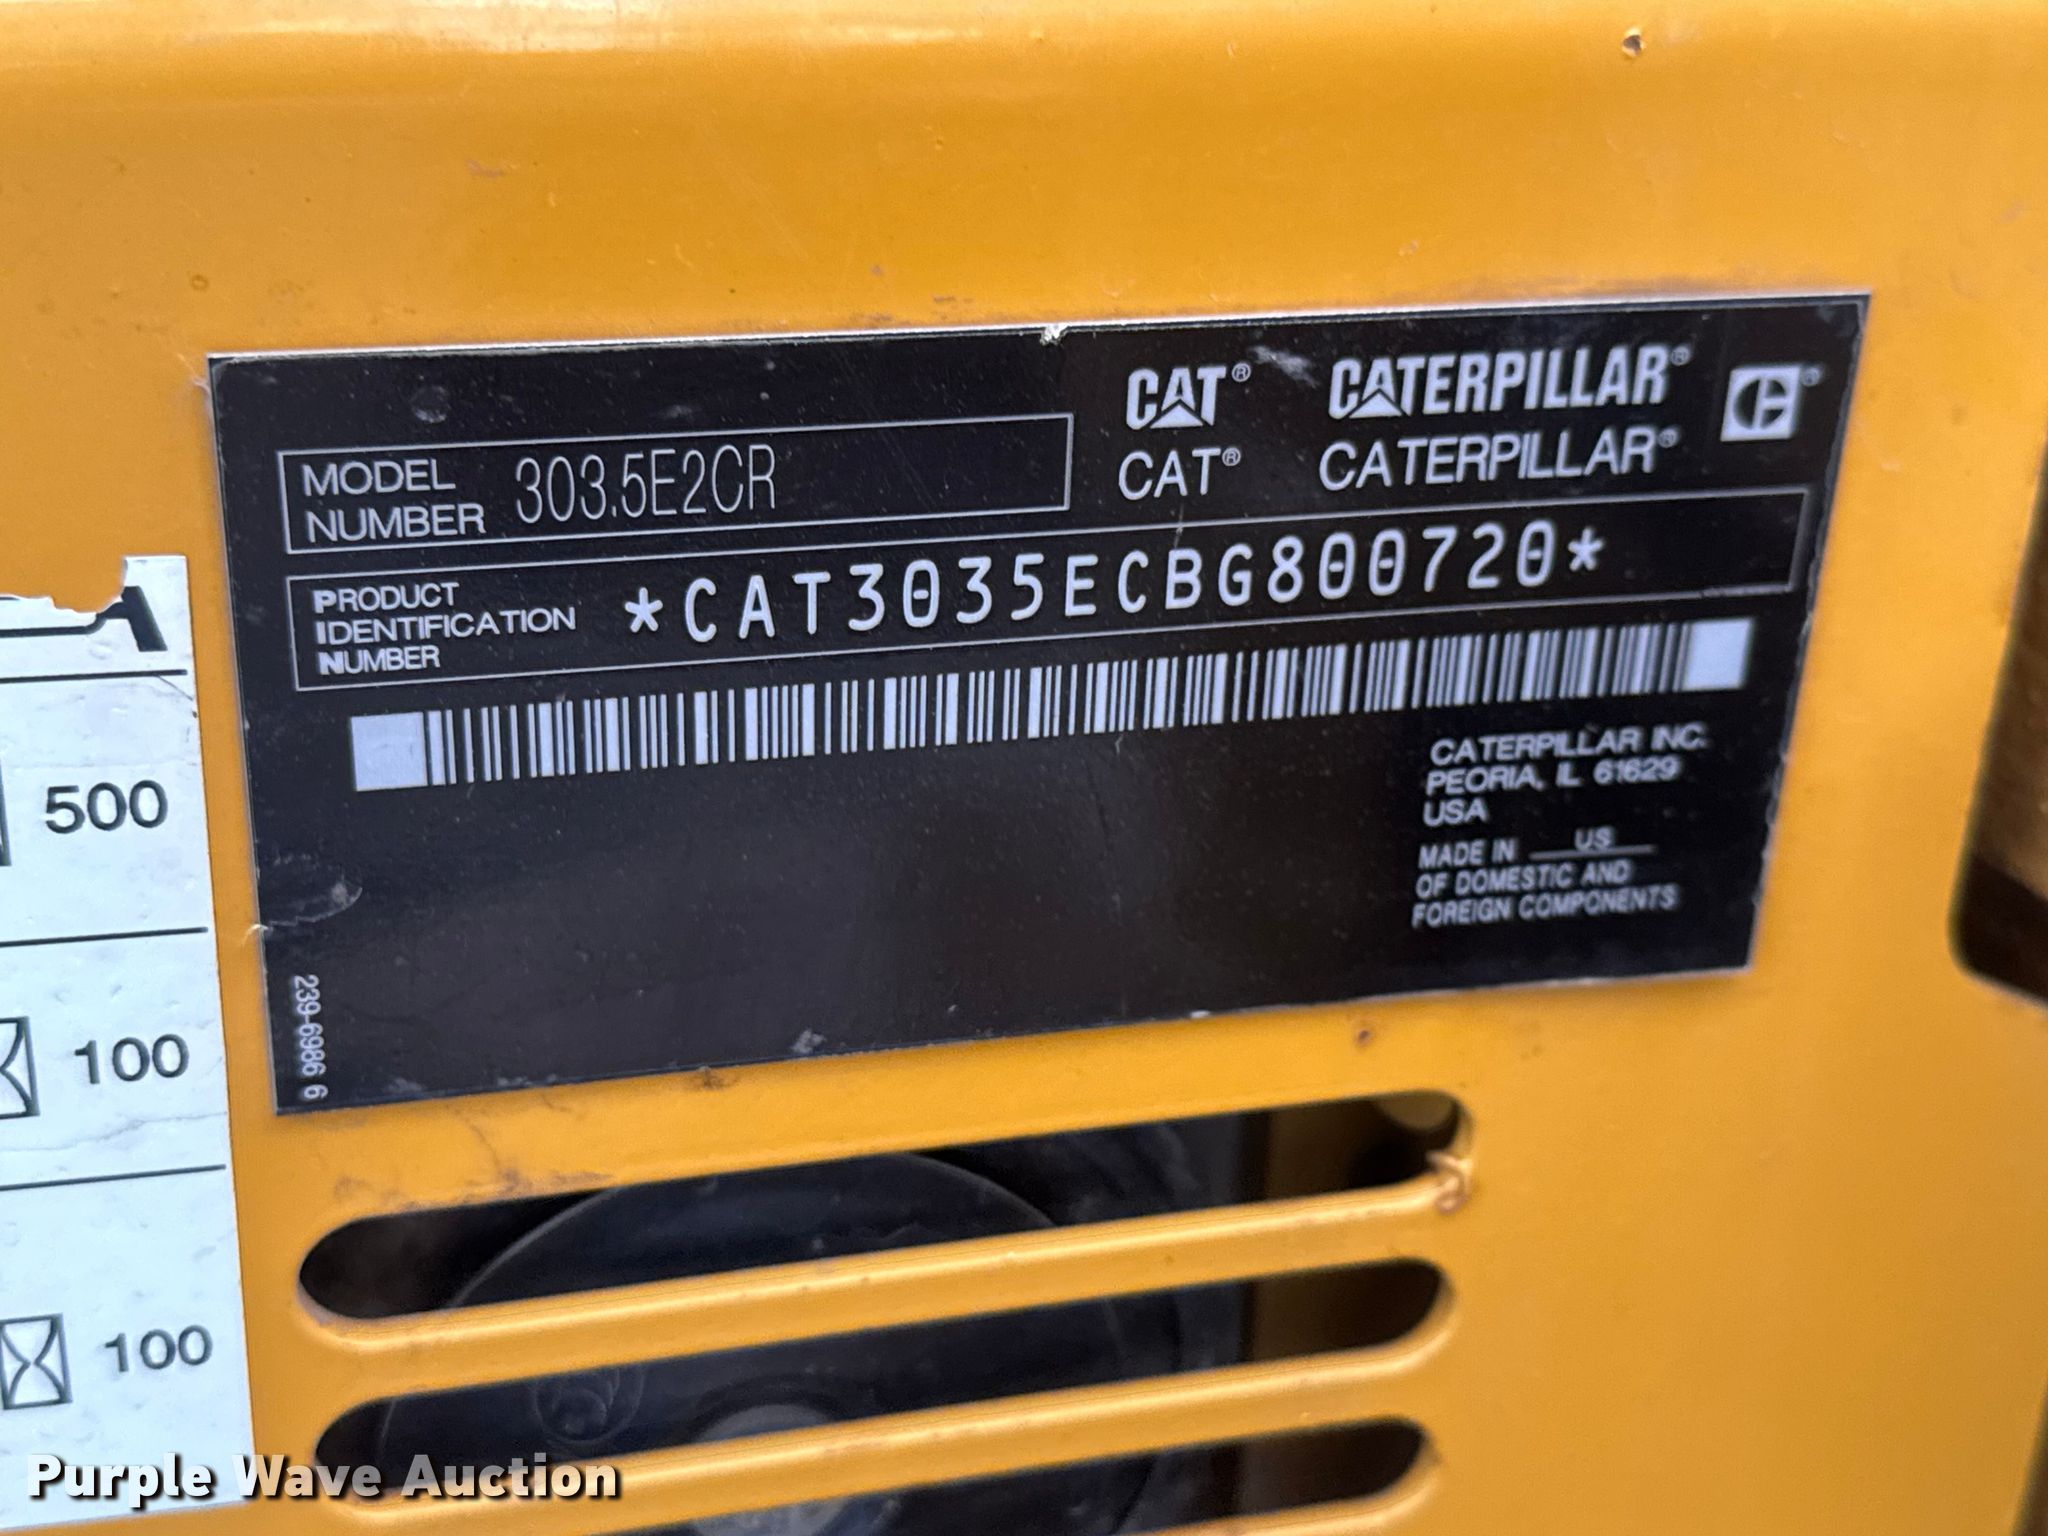 CAT® CATERPILLAR®
CAT® CATERPILLAR®
MODEL
NUMBER 303.5E2CR
PRODUCT
IDENTIFICATION
NUMBER
*CAT3035ECBG800720*
CATERPILLAR INC.
PEORIA, IL 61629
USA
MADE IN US
OF DOMESTIC AND
FOREIGN COMPONENTS
239-6986 6
500
100
100
Purple Wave Auction